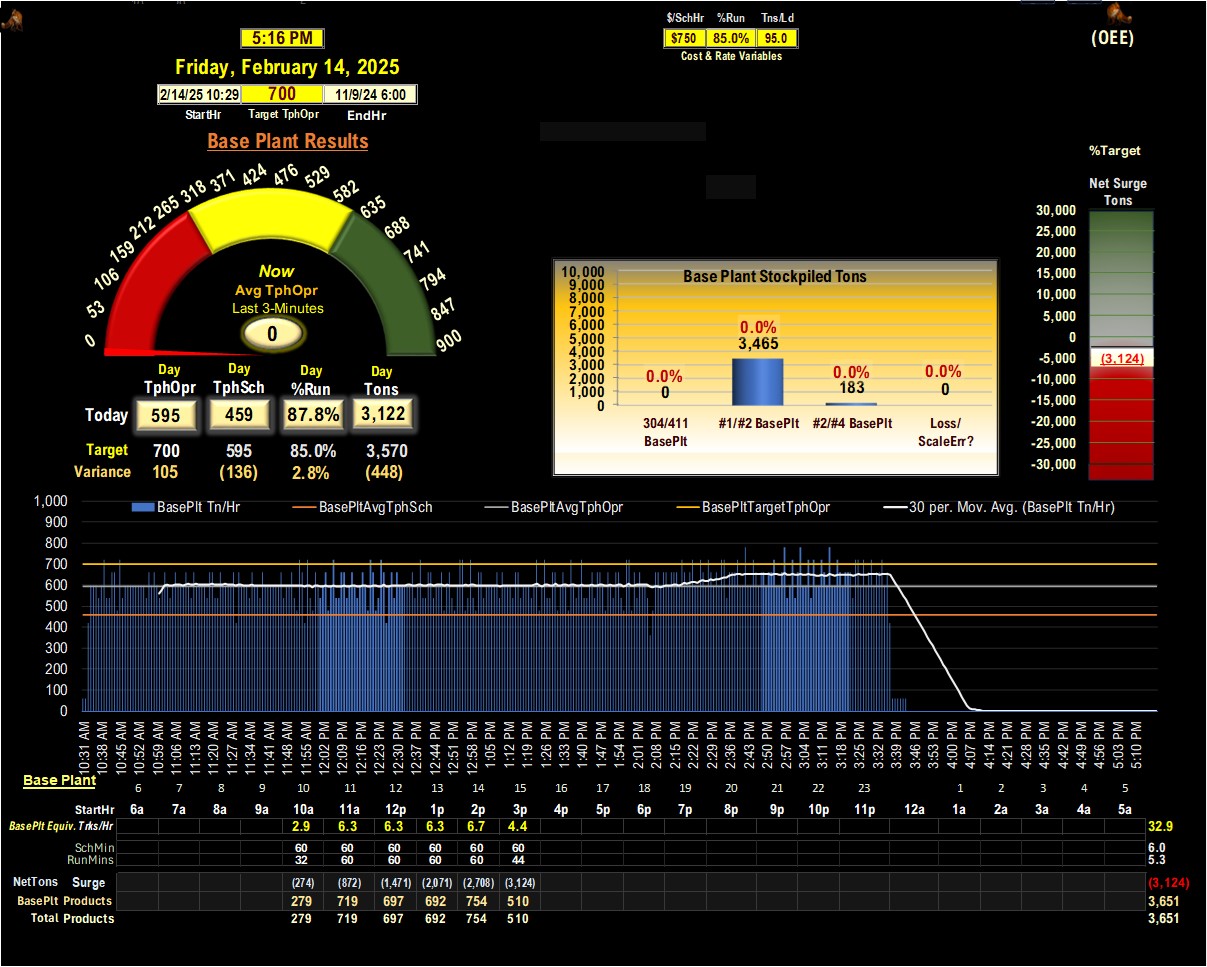 $/SchHr %Run Tns/Ld
5:16 PM
$750 85.0% 95.0
(OEE)
Cost & Rate Variables
Friday, February 14, 2025
2/14/25 10:29 700 11/9/24 6:00
StartHr Target TphOpr EndHr
Base Plant Results
%Target
Net Surge
Tons
0 53 106 159 212 265 318 371 424 476 529 582 635 688 741 794 847 900
Now
Avg TphOpr
Last 3-Minutes
0
Day Day Day Day
TphOpr TphSch %Run Tons
Today 595 459 87.8% 3,122
Target 700 595 85.0% 3,570
Variance 105 (136) 2.8% (448)
Base Plant Stockpiled Tons
10,000
9,000
8,000
7,000
6,000
5,000
4,000
3,000
2,000
1,000
0
0.0% 0.0% 0.0% 0.0%
0 3,465 183 0
304/411 #1/#2 BasePlt #2/#4 BasePlt Loss/
BasePlt ScaleErr?
30,000
25,000
20,000
15,000
10,000
5,000
0
-5,000
(3,124)
-10,000
-15,000
-20,000
-25,000
-30,000
BasePlt Tn/Hr BasePltAvgTphSch BasePltAvgTphOpr BasePltTargetTphOpr 30 per. Mov. Avg. (BasePlt Tn/Hr)
1,000
900
800
700
600
500
400
300
200
100
0
10:31 AM 10:38 AM 10:45 AM 10:52 AM 10:59 AM 11:06 AM 11:13 AM 11:20 AM 11:27 AM 11:34 AM 11:41 AM 11:48 AM 11:55 AM 12:02 PM 12:09 PM 12:16 PM 12:23 PM 12:30 PM 12:37 PM 12:44 PM 12:51 PM 12:58 PM 1:05 PM 1:12 PM 1:19 PM 1:26 PM 1:33 PM 1:40 PM 1:47 PM 1:54 PM 2:01 PM 2:08 PM 2:15 PM 2:22 PM 2:29 PM 2:36 PM 2:43 PM 2:50 PM 2:57 PM 3:04 PM 3:11 PM 3:18 PM 3:25 PM 3:32 PM 3:39 PM 3:46 PM 3:53 PM 4:00 PM 4:07 PM 4:14 PM 4:21 PM 4:28 PM 4:35 PM 4:42 PM 4:49 PM 4:56 PM 5:03 PM 5:10 PM
Base Plant
6 7 8 9 10 11 12 13 14 15 16 17 18 19 20 21 22 23 1 2 3 4 5
StartHr 6a 7a 8a 9a 10a 11a 12p 1p 2p 3p 4p 5p 6p 7p 8p 9p 10p 11p 12a 1a 2a 3a 4a 5a
BasePlt Equiv. Trks/Hr 2.9 6.3 6.3 6.3 6.7 4.4 32.9
SchMin 60 60 60 60 60 60 6.0
RunMins 32 60 60 60 60 44 5.3
NetTons Surge (274) (872) (1,471) (2,071) (2,708) (3,124) (3,124)
BasePlt Products 279 719 697 692 754 510 3,651
Total Products 279 719 697 692 754 510 3,651